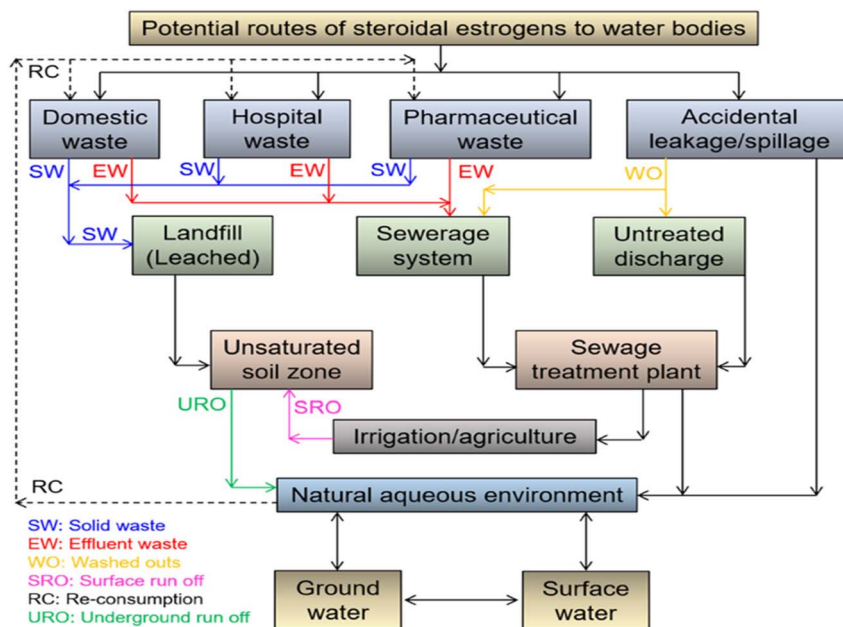 Potential routes of steroidal estrogens to water bodies
RC
Domestic
waste
Hospital
waste
Pharmaceutical
waste
Accidental
leakage/spillage
SW
EW
SW
EW
SW
EW
WO
SW
Landfill
(Leached)
Sewerage
system
Untreated
discharge
Unsaturated
soil zone
Sewage
treatment plant
URO
SRO
Irrigation/agriculture
RC
Natural aqueous environment
SW: Solid waste
EW: Effluent waste
WO: Washed outs
SRO: Surface run off
RC: Re-consumption
URO: Underground run off
Ground
water
Surface
water